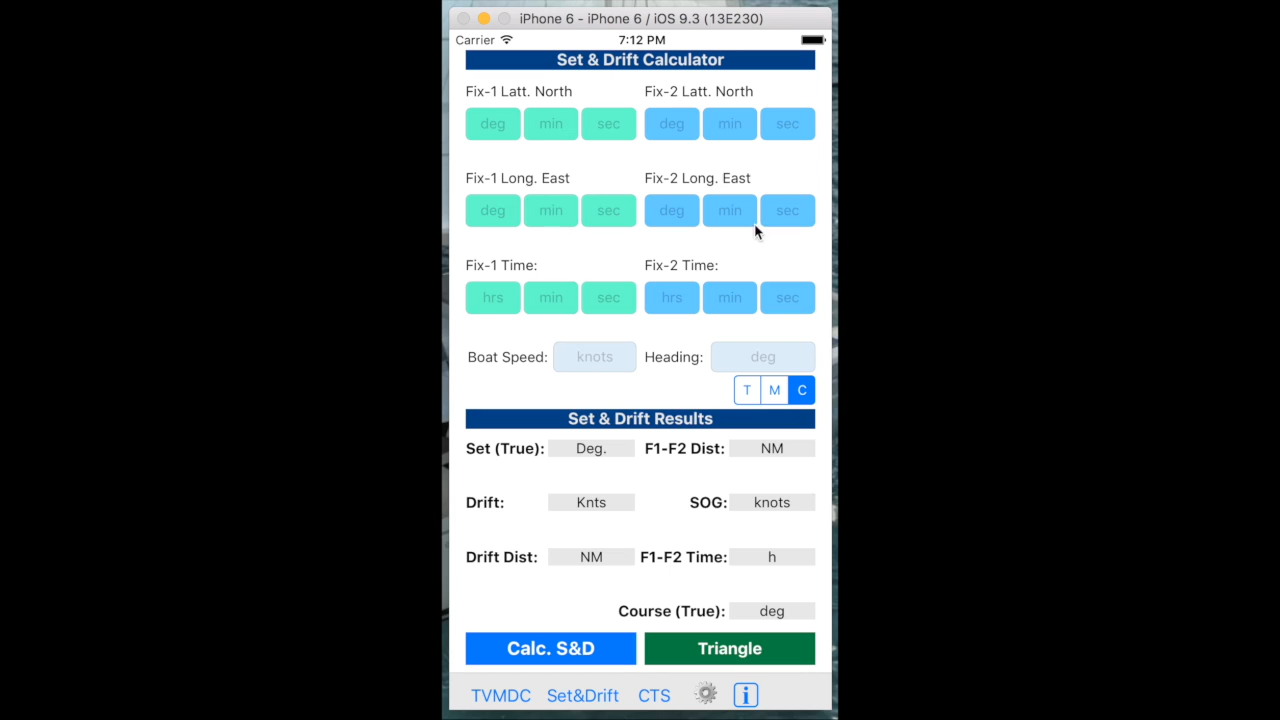 iPhone 6 - iPhone 6 / iOS 9.3 (13E230)
Carrier 7:12 PM
Set & Drift Calculator
Fix-1 Latt. North Fix-2 Latt. North
deg min sec deg min sec
Fix-1 Long. East Fix-2 Long. East
deg min sec deg min sec
Fix-1 Time: Fix-2 Time:
hrs min sec hrs min sec
Boat Speed: knots Heading: deg
T M C
Set & Drift Results
Set (True): Deg. F1-F2 Dist: NM
Drift: Knts SOG: knots
Drift Dist: NM F1-F2 Time: h
Course (True): deg
Calc. S&D Triangle
TVMDC Set&Drift CTS i